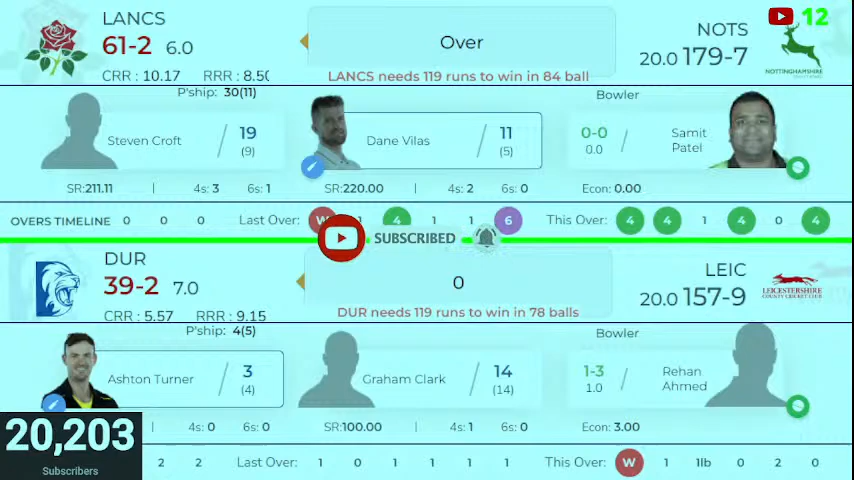 LANCS
61-2 6.0
CRR : 10.17 RRR : 8.50
Over
LANCS needs 119 runs to win in 84 ball
12
NOTS
20.0 179-7
NOTTINGHAMSHIRE
P'ship: 30(11)
Steven Croft 19 (9)
Dane Vilas 11 (5)
Bowler
0-0 / Samit Patel
0.0
SR:211.11 | 4s: 3 6s: 1 SR:220.00 | 4s: 2 6s: 0 Econ: 0.00
OVERS TIMELINE 0 0 0 Last Over: W 1 4 1 1 6 This Over: 4 4 1 4 0 4
SUBSCRIBED
DUR
39-2 7.0
CRR : 5.57 RRR : 9.15
0
DUR needs 119 runs to win in 78 balls
LEIC
20.0 157-9
LEICESTERSHIRE
COUNTY CRICKET CLUB
P'ship: 4(5)
Ashton Turner 3 (4)
Graham Clark 14 (14)
Bowler
1-3 / Rehan Ahmed
1.0
| 4s: 0 6s: 0 SR:100.00 | 4s: 1 6s: 0 Econ: 3.00
20,203
Subscribers
2 2 Last Over: 1 0 1 1 1 1 This Over: W 1 1lb 0 2 0